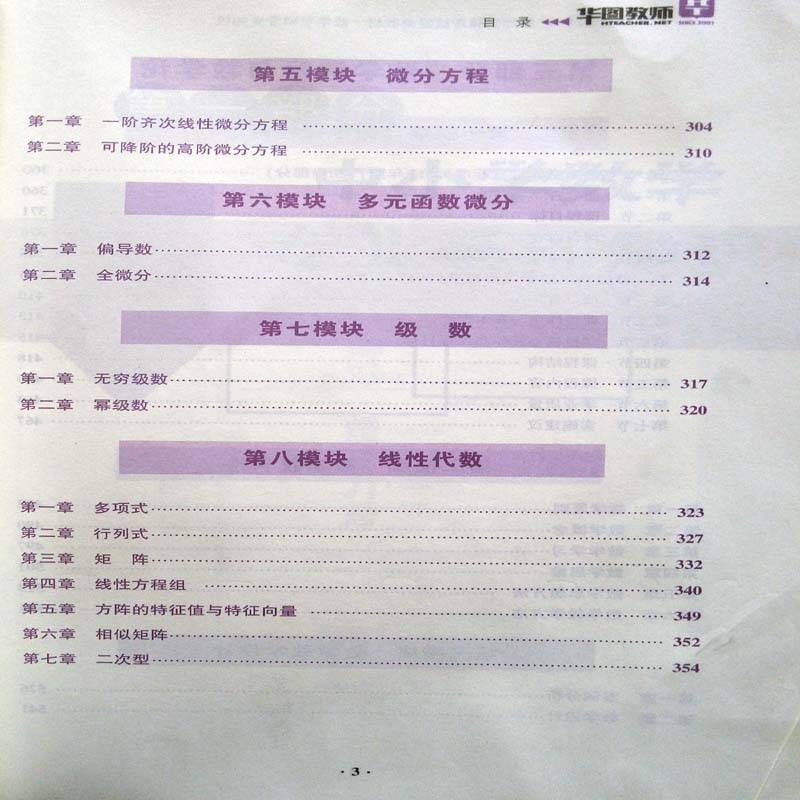 目 录 ◂◂◂ 华图教师
HTEACHER.NET SINCE 2001
第五模块 微分方程
第一章 一阶齐次线性微分方程 304
第二章 可降阶的高阶微分方程 310
第六模块 多元函数微分
第一章 偏导数 312
第二章 全微分 314
第七模块 级 数
第一章 无穷级数 317
第二章 幂级数 320
第八模块 线性代数
第一章 多项式 323
第二章 行列式 327
第三章 矩 阵 332
第四章 线性方程组 340
第五章 方阵的特征值与特征向量 349
第六章 相似矩阵 352
第七章 二次型 354
· 3 ·